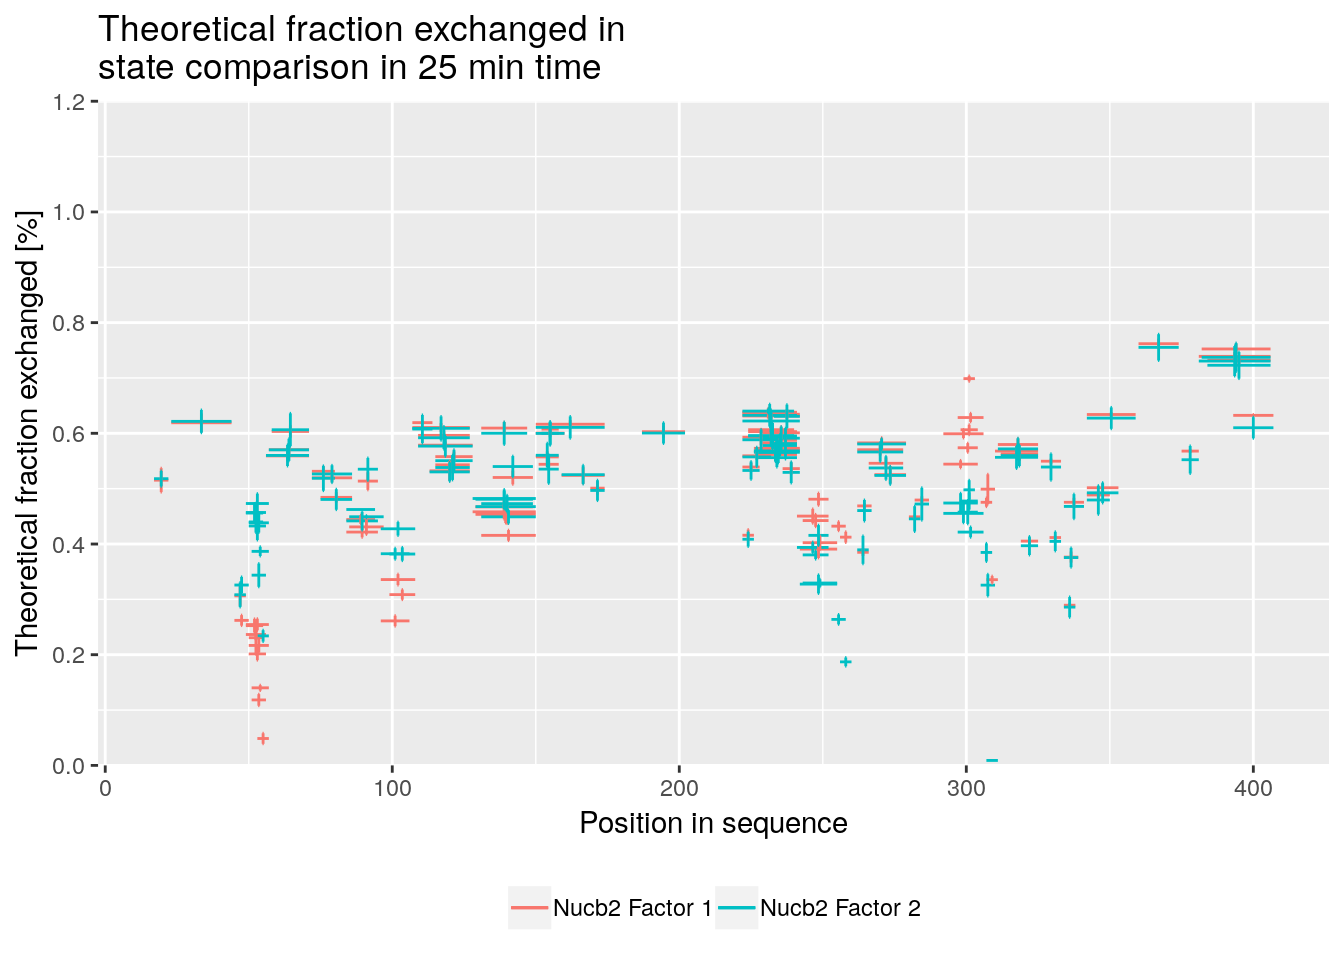 Theoretical fraction exchanged in
state comparison in 25 min time
Theoretical fraction exchanged [%]
1.2
1.0
0.8
0.6
0.4
0.2
0.0
0 100 200 300 400
Position in sequence
Nucb2 Factor 1 Nucb2 Factor 2